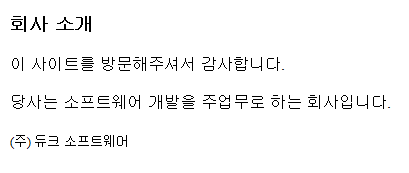 회사 소개
이 사이트를 방문해주셔서 감사합니다.
당사는 소프트웨어 개발을 주업무로 하는 회사입니다.
(주) 듀크 소프트웨어